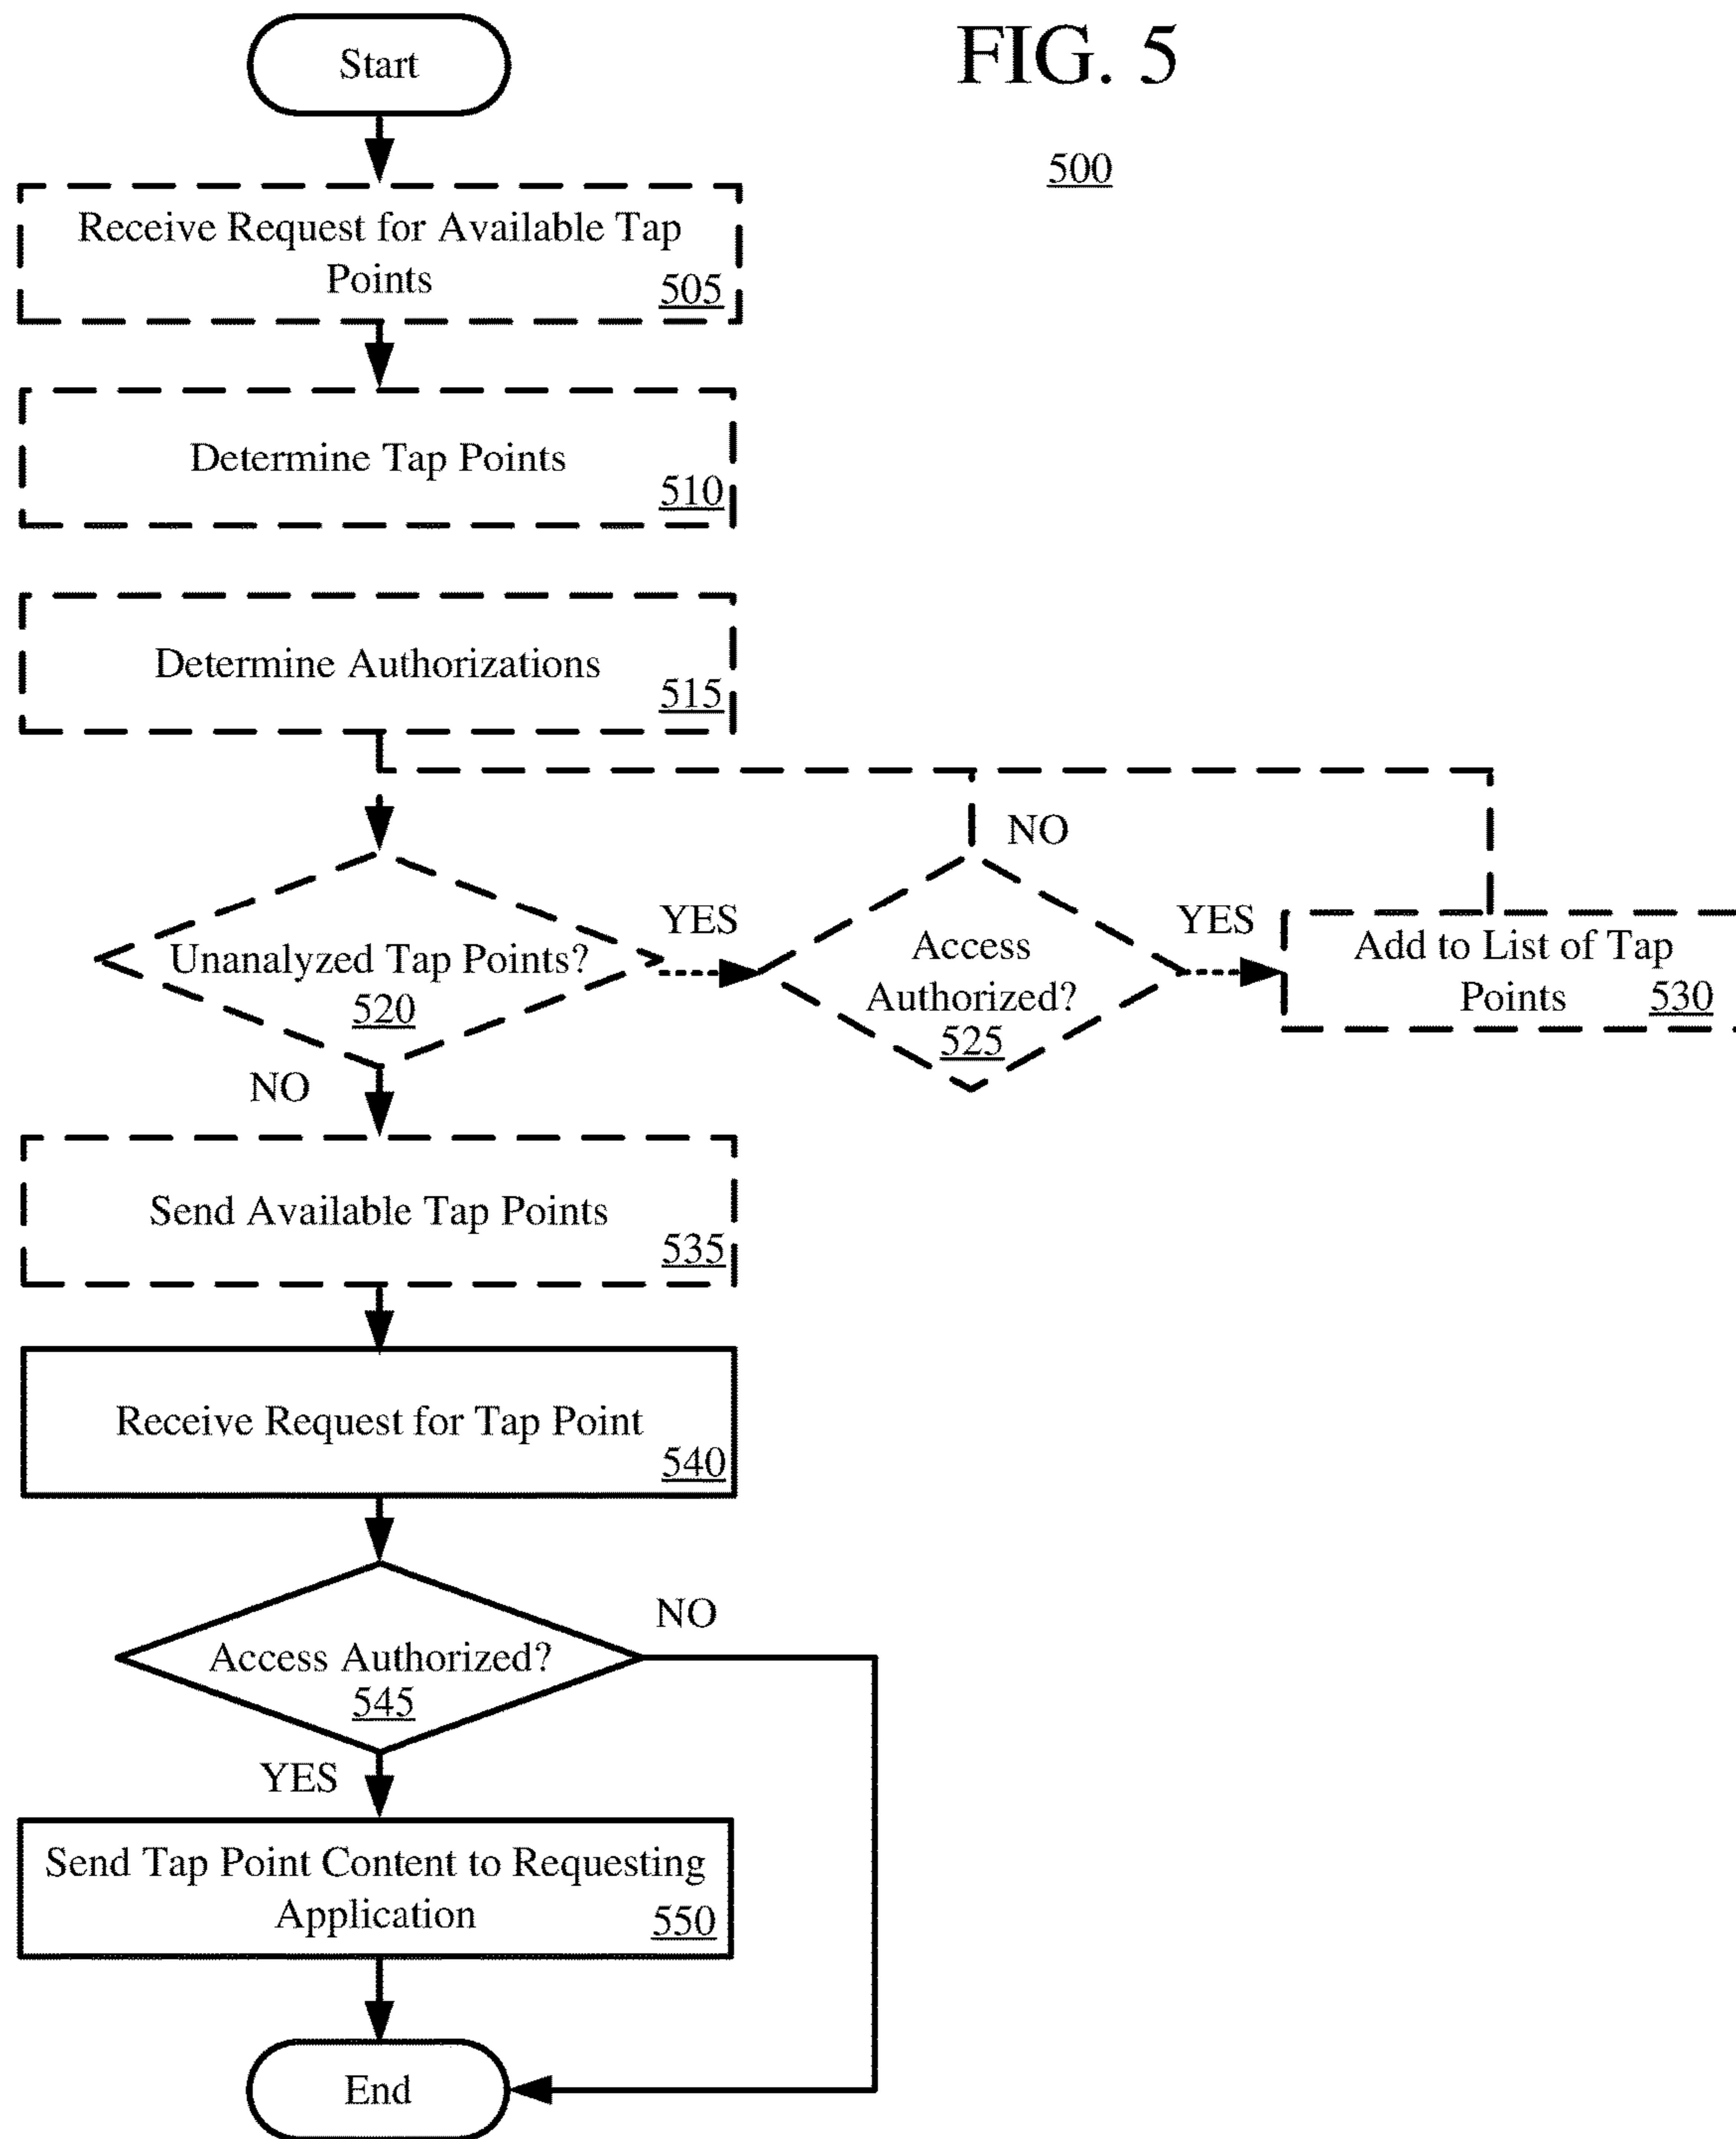 FIG. 5
500
Start
Receive Request for Available Tap
Points
505
Determine Tap Points
510
Determine Authorizations
515
Unanalyzed Tap Points?
520
YES
NO
Access
Authorized?
525
NO
YES
Add to List of Tap
Points
530
Send Available Tap Points
535
Receive Request for Tap Point
540
Access Authorized?
545
NO
YES
Send Tap Point Content to Requesting
Application
550
End